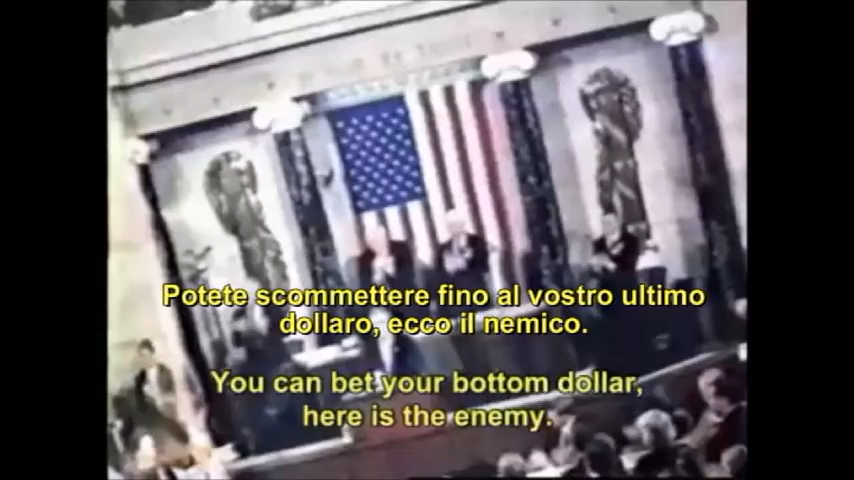 Potete scommettere fino al vostro ultimo
dollaro, ecco il nemico.
You can bet your bottom dollar,
here is the enemy.